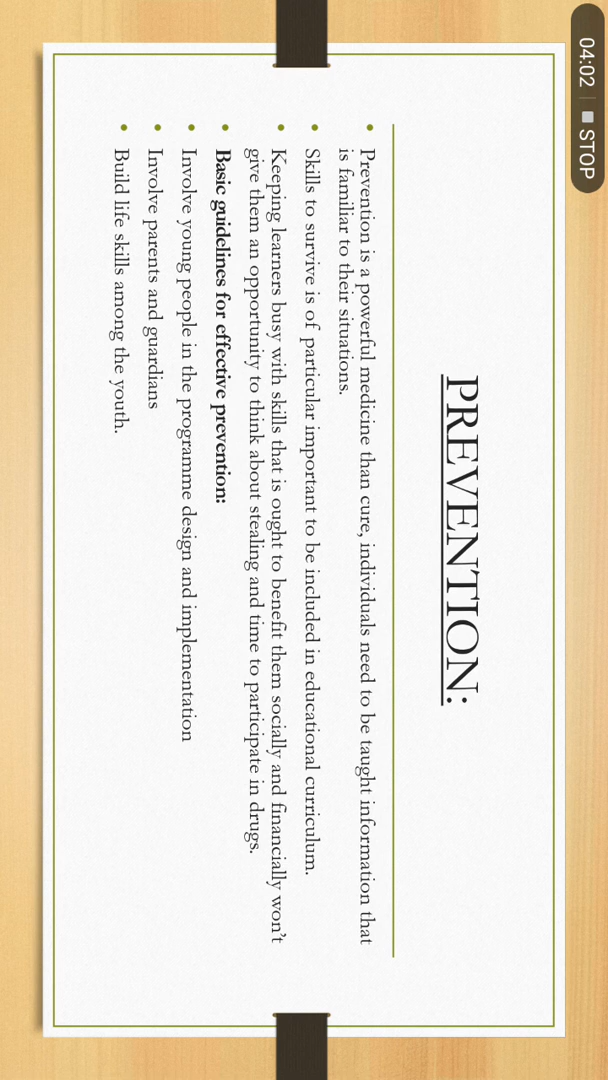 04:02 | STOP
PREVENTION:
• Prevention is a powerful medicine than cure, individuals need to be taught information that
is familiar to their situations.
• Skills to survive is of particular important to be included in educational curriculum.
• Keeping learners busy with skills that is ought to benefit them socially and financially won't
give them an opportunity to think about stealing and time to participate in drugs.
• Basic guidelines for effective prevention:
• Involve young people in the programme design and implementation
• Involve parents and guardians
• Build life skills among the youth.